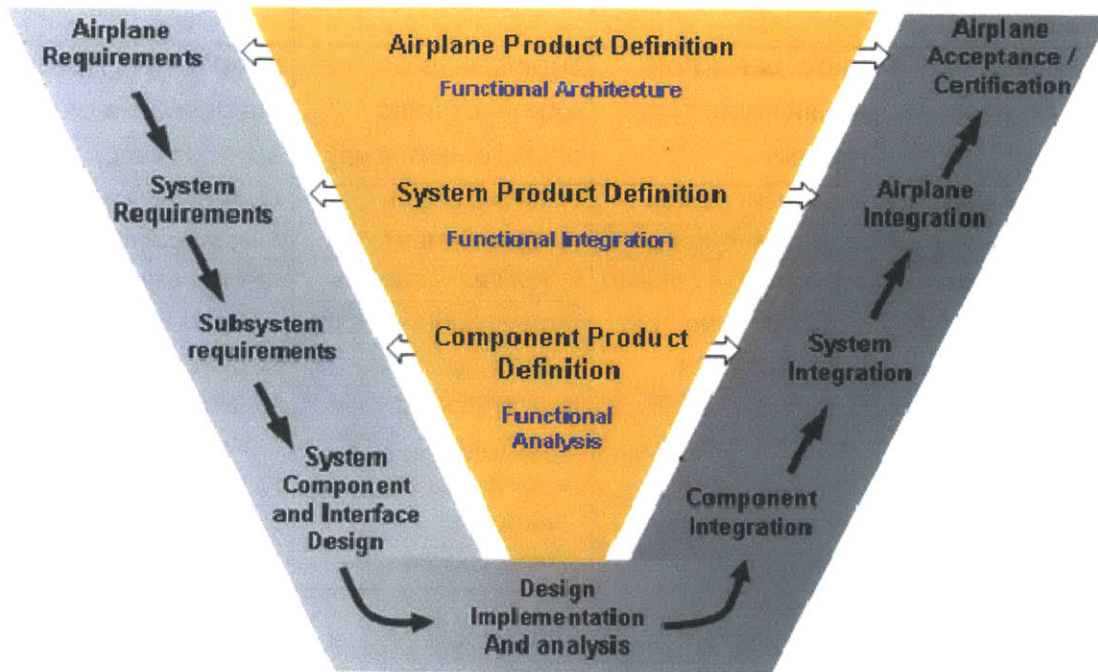 Airplane
Requirements
Airplane Product Definition
Functional Architecture
Airplane
Acceptance /
Certification
System
Requirements
System Product Definition
Functional Integration
Airplane
Integration
Subsystem
requirements
Component Product
Definition
Functional
Analysis
System
Integration
System
Component
and Interface
Design
Component
Integration
Design
Implementation
And analysis